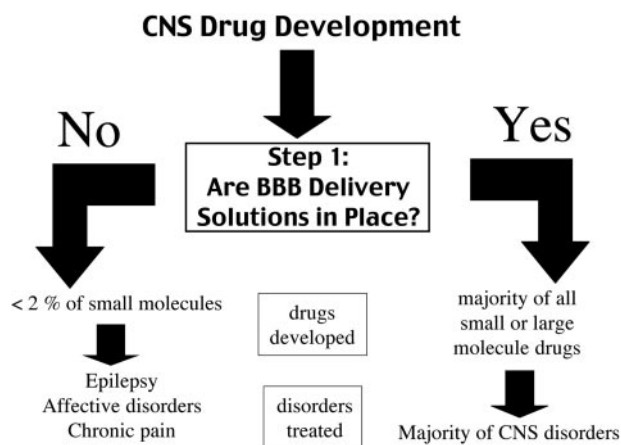 CNS Drug Development
No
Yes
Step 1:
Are BBB Delivery
Solutions in Place?
< 2 % of small molecules
drugs
developed
majority of all
small or large
molecule drugs
Epilepsy
Affective disorders
Chronic pain
disorders
treated
Majority of CNS disorders